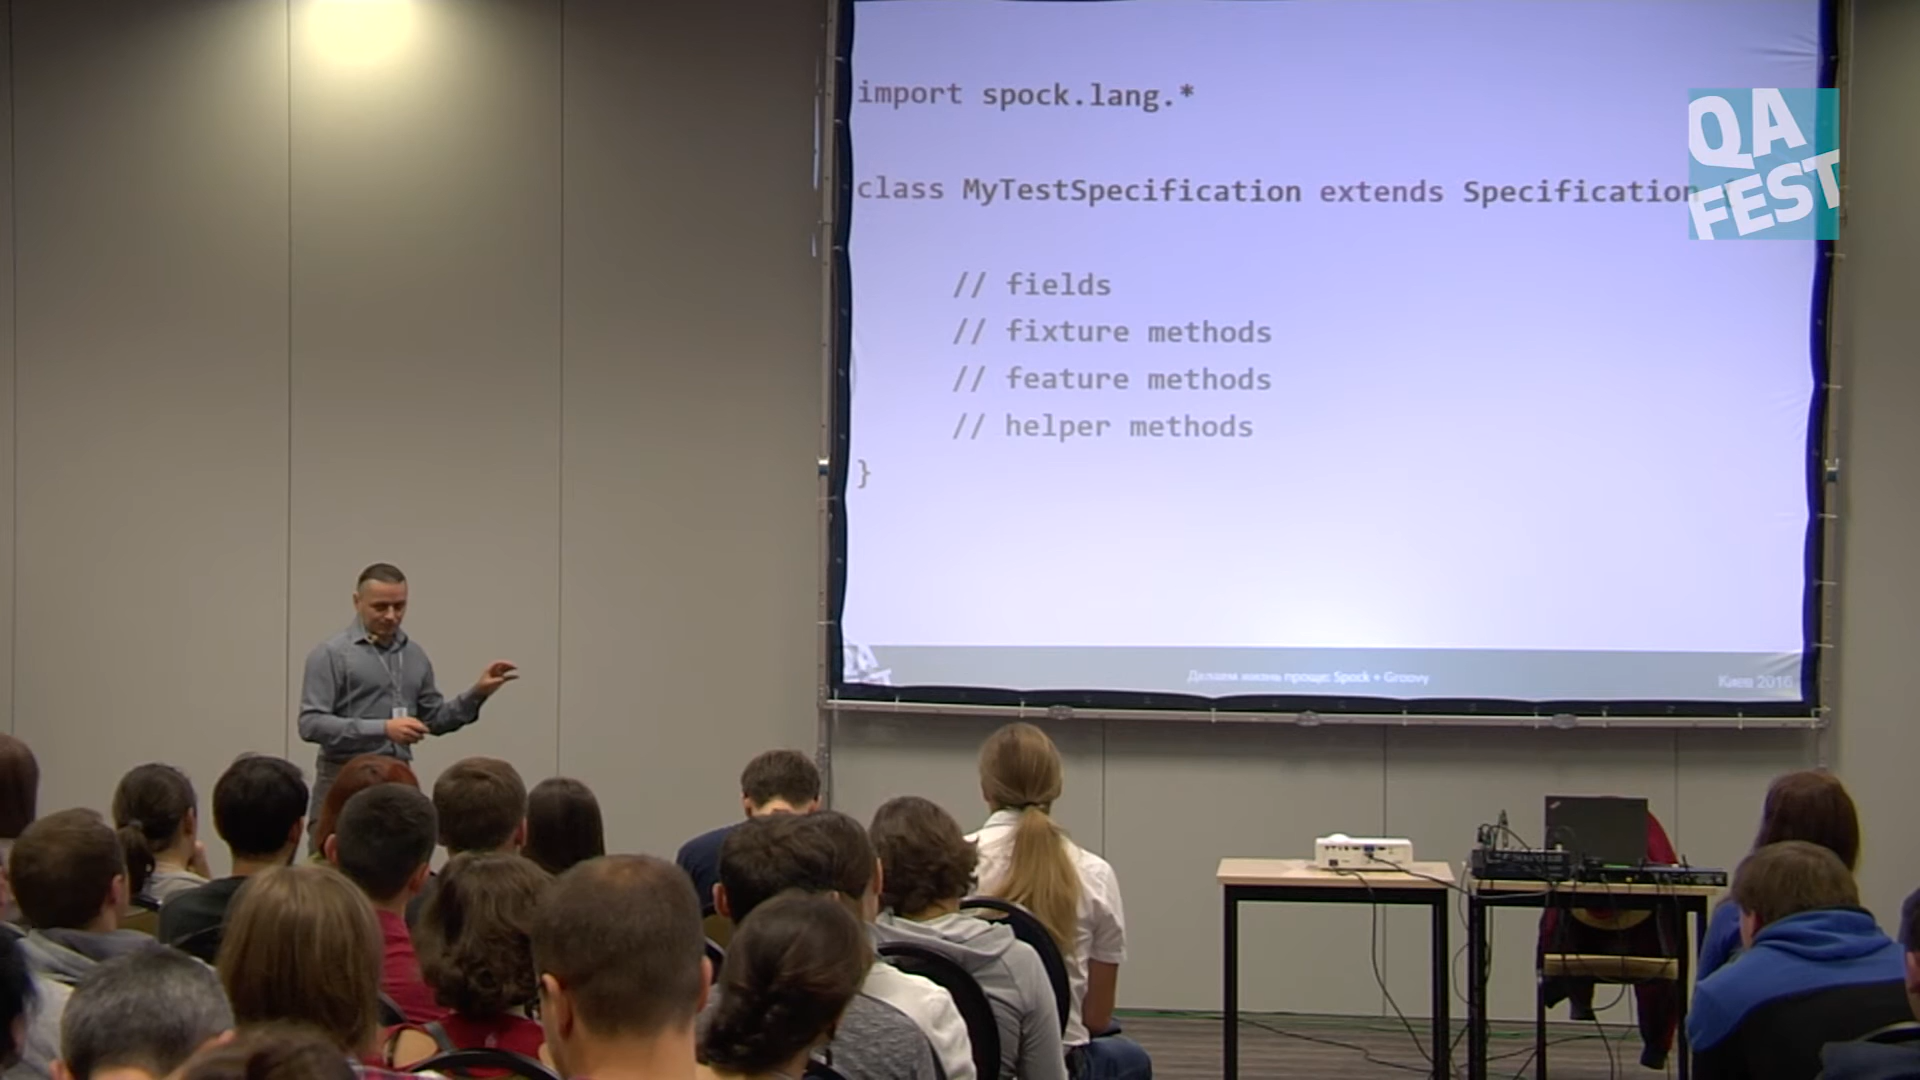 import spock.lang.*
class MyTestSpecification extends Specification
// fields
// fixture methods
// feature methods
// helper methods
}
Делаем жизнь проще: Spock + Groovy
Киев 2016
QA
FEST